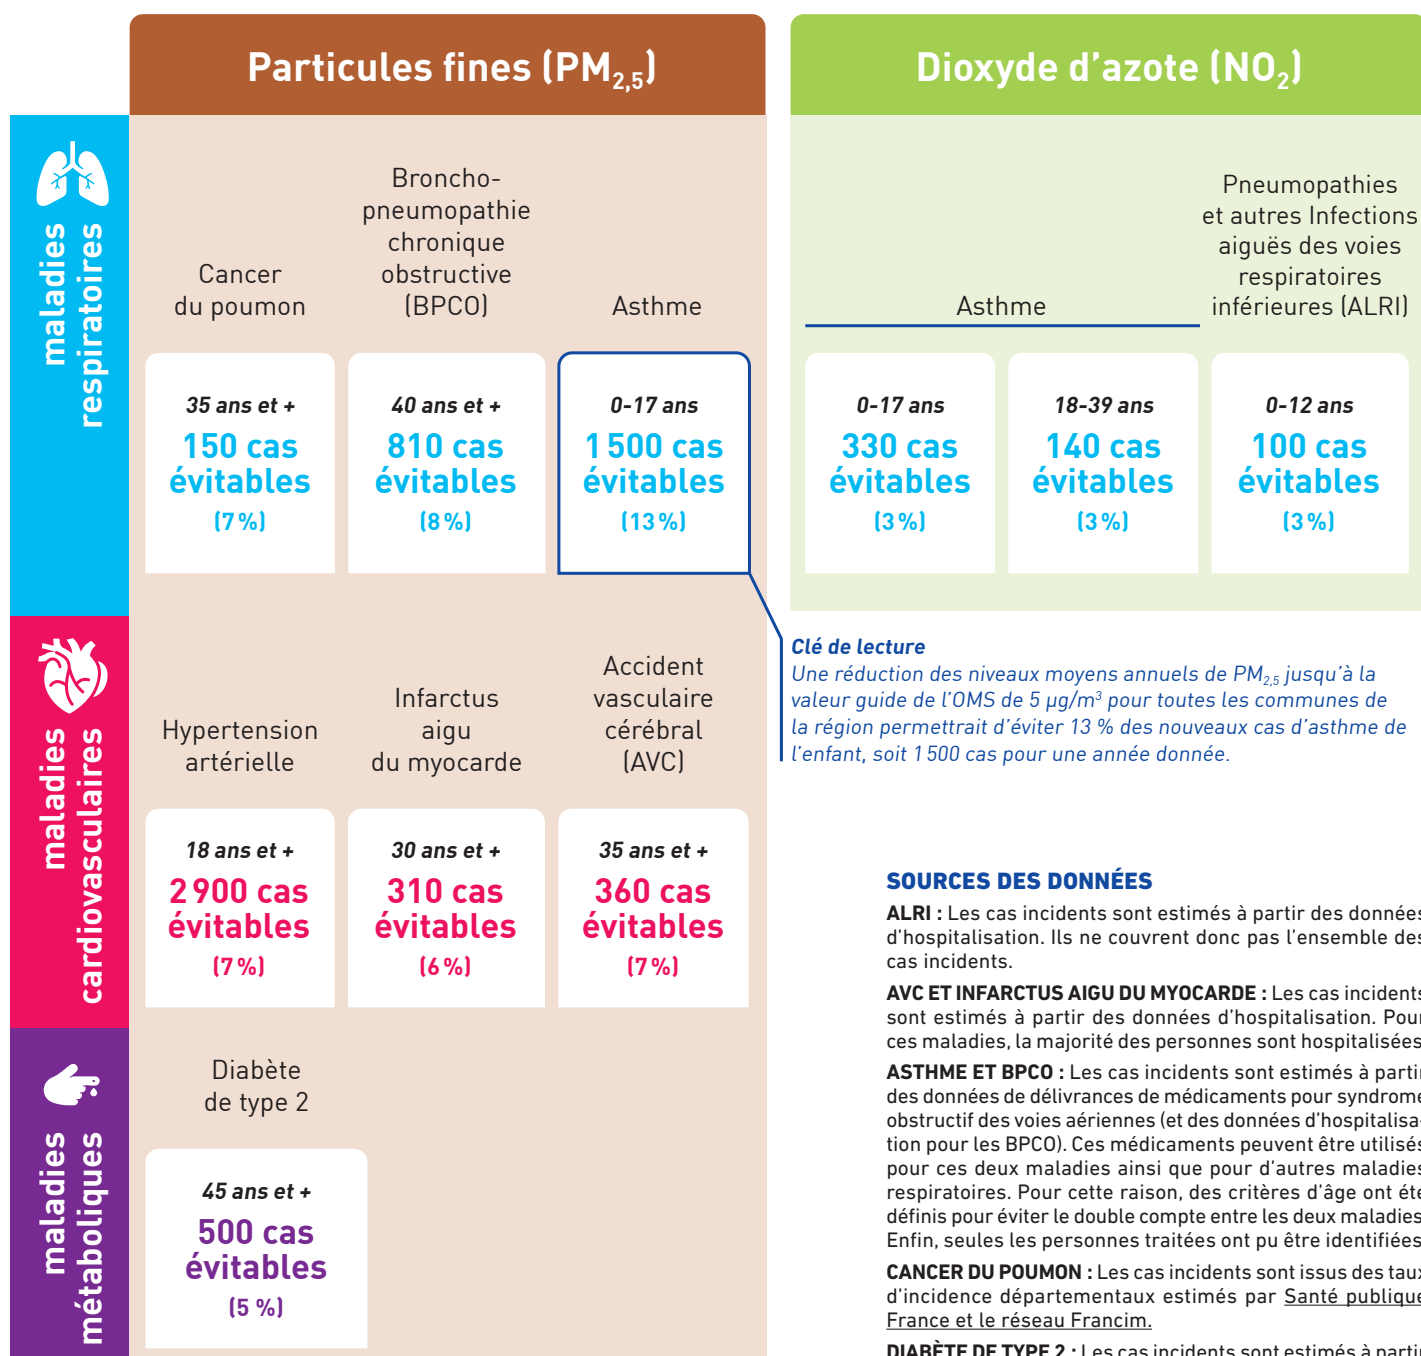 Particules fines (PM2,5)
Dioxyde d'azote (NO2)
maladies
respiratoires
Cancer
du poumon
Broncho-
pneumopathie
chronique
obstructive
(BPCO)
Asthme
Asthme
Pneumopathies
et autres Infections
aiguës des voies
respiratoires
inférieures (ALRI)
35 ans et +
150 cas
évitables
(7 %)
40 ans et +
810 cas
évitables
(8 %)
0-17 ans
1 500 cas
évitables
(13 %)
0-17 ans
330 cas
évitables
(3 %)
18-39 ans
140 cas
évitables
(3 %)
0-12 ans
100 cas
évitables
(3 %)
Clé de lecture
Une réduction des niveaux moyens annuels de PM2,5 jusqu'à la
valeur guide de l'OMS de 5 µg/m³ pour toutes les communes de
la région permettrait d'éviter 13 % des nouveaux cas d'asthme de
l'enfant, soit 1 500 cas pour une année donnée.
maladies
cardiovasculaires
Hypertension
artérielle
Infarctus
aigu
du myocarde
Accident
vasculaire
cérébral
(AVC)
18 ans et +
2 900 cas
évitables
(7 %)
30 ans et +
310 cas
évitables
(6 %)
35 ans et +
360 cas
évitables
(7 %)
maladies
métaboliques
Diabète
de type 2
45 ans et +
500 cas
évitables
(5 %)
SOURCES DES DONNÉES
ALRI : Les cas incidents sont estimés à partir des données
d'hospitalisation. Ils ne couvrent donc pas l'ensemble des
cas incidents.
AVC ET INFARCTUS AIGU DU MYOCARDE : Les cas incidents
sont estimés à partir des données d'hospitalisation. Pour
ces maladies, la majorité des personnes sont hospitalisées
ASTHME ET BPCO : Les cas incidents sont estimés à partir
des données de délivrances de médicaments pour syndrome
obstructif des voies aériennes (et des données d'hospitalisa-
tion pour les BPCO). Ces médicaments peuvent être utilisés
pour ces deux maladies ainsi que pour d'autres maladies
respiratoires. Pour cette raison, des critères d'âge ont été
définis pour éviter le double compte entre les deux maladies
Enfin, seules les personnes traitées ont pu être identifiées
CANCER DU POUMON : Les cas incidents sont issus des taux
d'incidence départementaux estimés par Santé publique
France et le réseau Francim.
DIABÈTE DE TYPE 2 : Les cas incidents sont estimés à partir